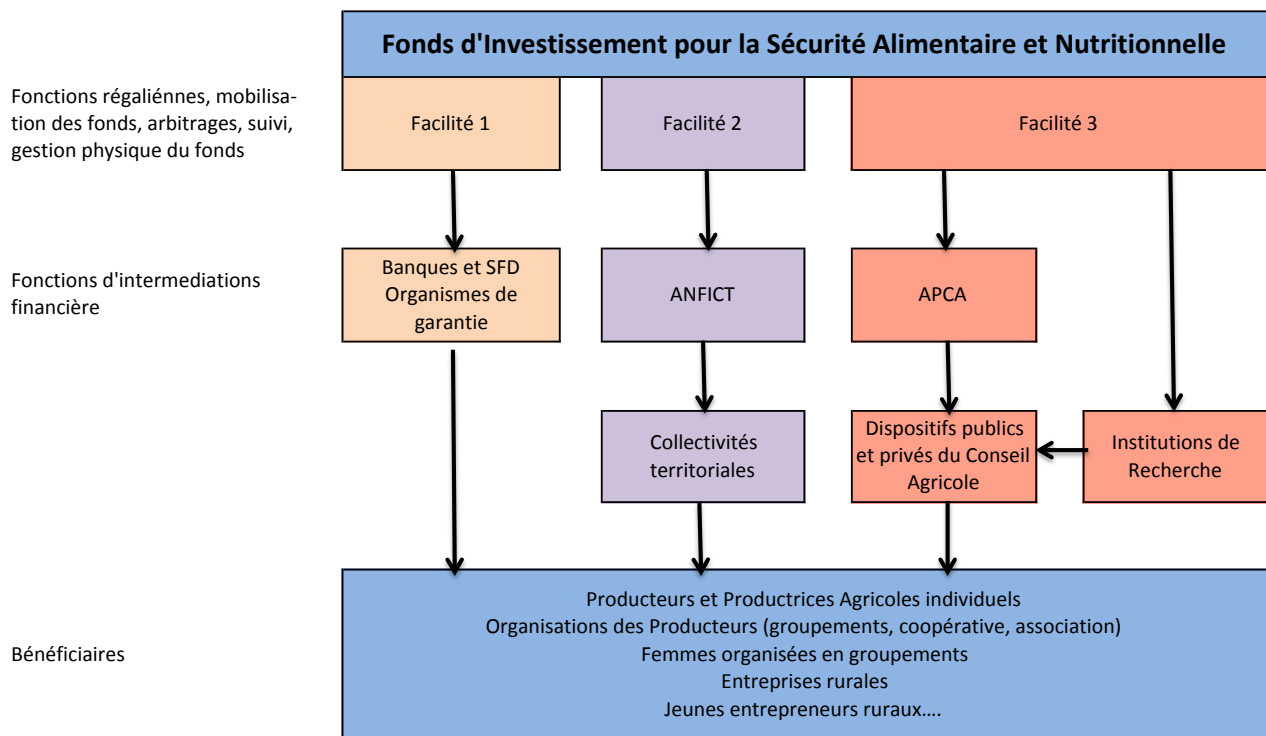 Fonds d'Investissement pour la Sécurité Alimentaire et Nutritionnelle
Fonctions régaliénnes, mobilisa-
tion des fonds, arbitrages, suivi,
gestion physique du fonds
Facilité 1
Facilité 2
Facilité 3
Fonctions d'intermediations
financière
Banques et SFD
Organismes de
garantie
ANFICT
APCA
Collectivités
territoriales
Dispositifs publics
et privés du Conseil
Agricole
Institutions de
Recherche
Bénéficiaires
Producteurs et Productrices Agricoles individuels
Organisations des Producteurs (groupements, coopérative, association)
Femmes organisées en groupements
Entreprises rurales
Jeunes entrepreneurs ruraux....